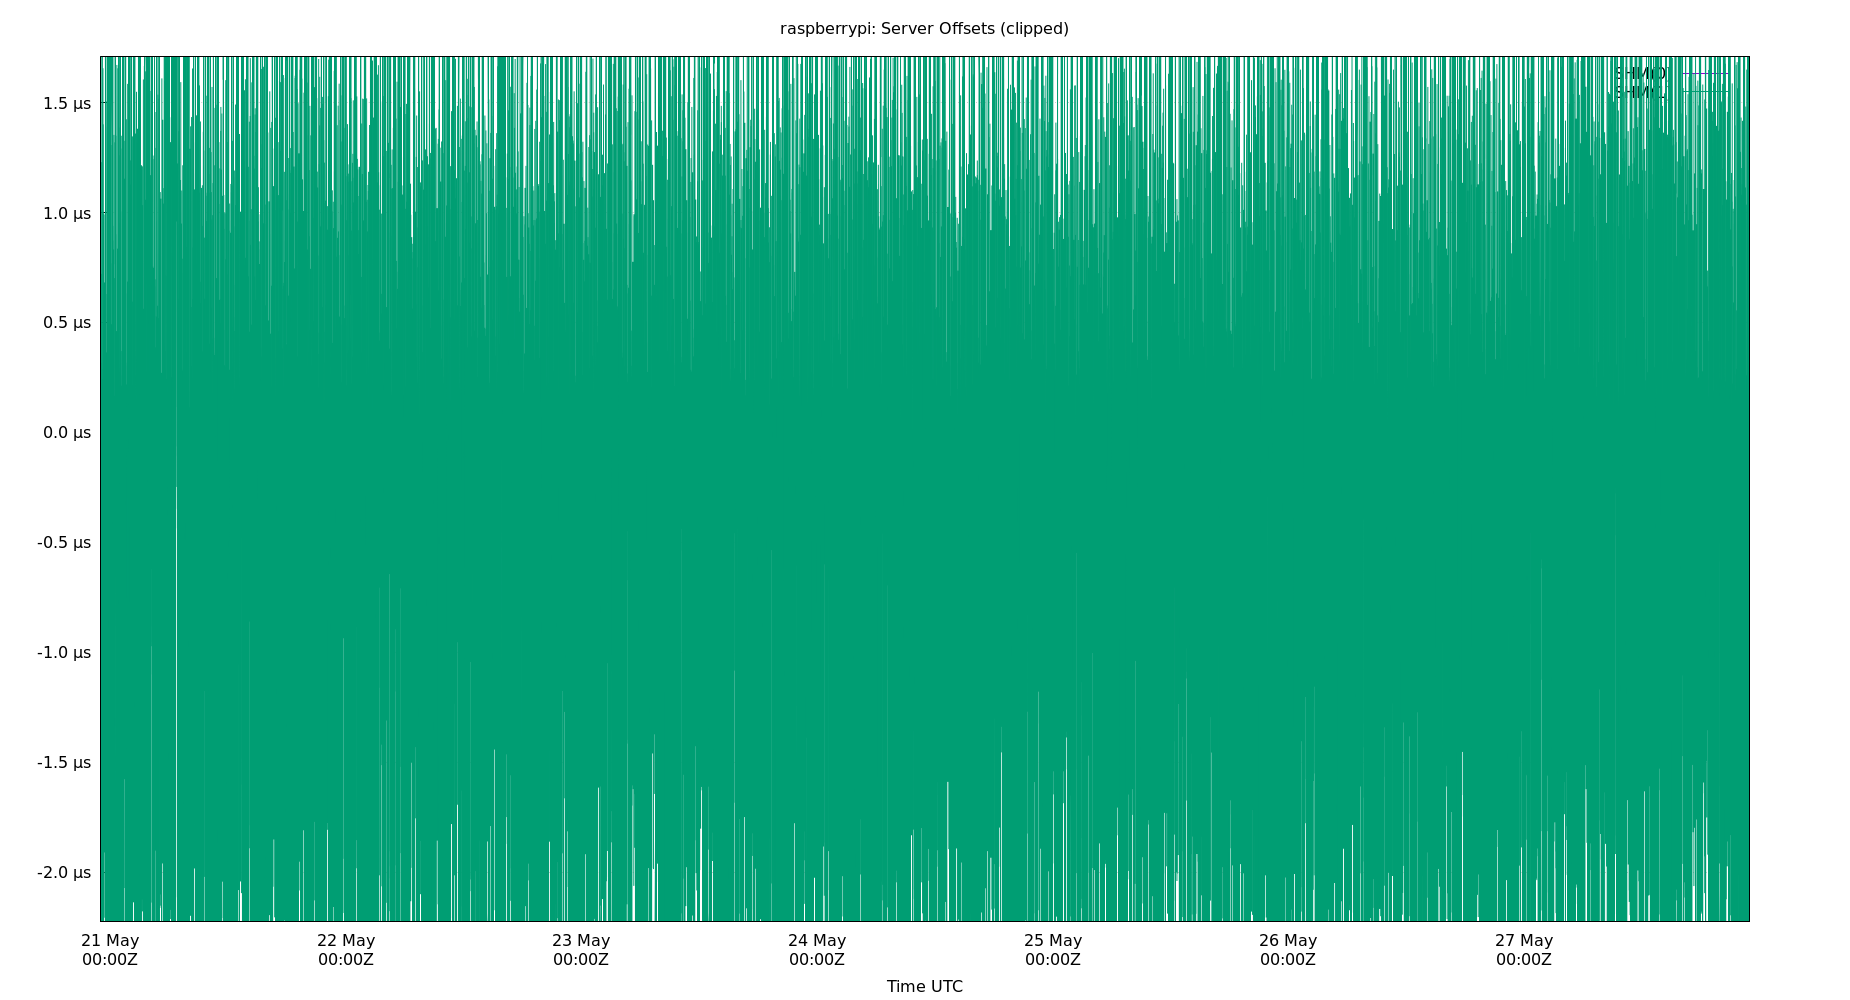 raspberrypi: Server Offsets (clipped)
1.5 µs
1.0 µs
0.5 µs
0.0 µs
-0.5 µs
-1.0 µs
-1.5 µs
-2.0 µs
21 May 22 May 23 May 24 May 25 May 26 May 27 May
00:00Z 00:00Z 00:00Z 00:00Z 00:00Z 00:00Z 00:00Z
Time UTC